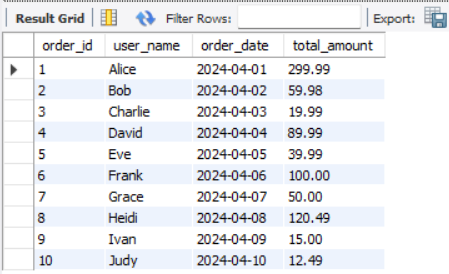 Result Grid Filter Rows: Export:
order_id user_name order_date total_amount
1 Alice 2024-04-01 299.99
2 Bob 2024-04-02 59.98
3 Charlie 2024-04-03 19.99
4 David 2024-04-04 89.99
5 Eve 2024-04-05 39.99
6 Frank 2024-04-06 100.00
7 Grace 2024-04-07 50.00
8 Heidi 2024-04-08 120.49
9 Ivan 2024-04-09 15.00
10 Judy 2024-04-10 12.49